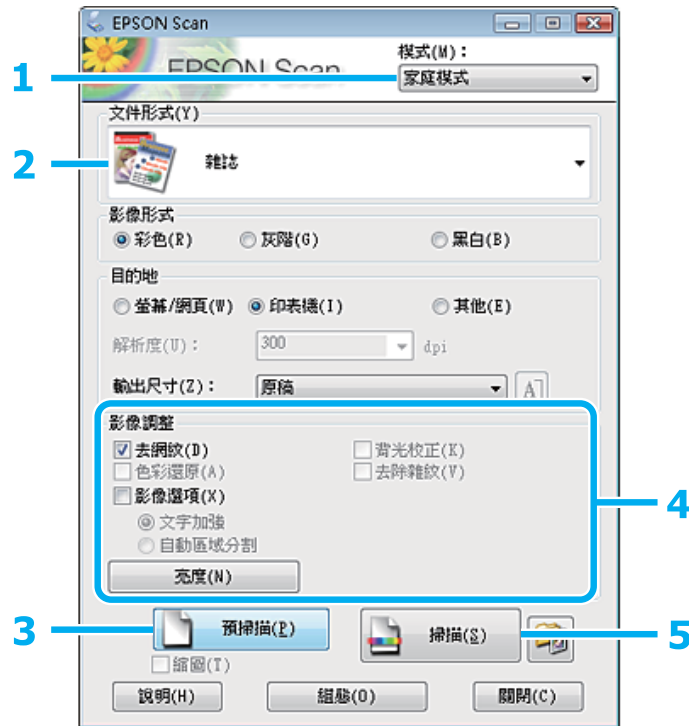 EPSON Scan
EPSON Scan
模式(M)：
1
家庭模式
文件形式(Y)
2
雜誌
影像形式
彩色(R) 灰階(G) 黑白(B)
目的地
螢幕/網頁(W) 印表機(I) 其他(E)
解析度(U)： 300 dpi
輸出尺寸(Z)： 原稿 A
影像調整
去網紋(D) 背光校正(K)
色彩還原(A) 去除雜紋(V)
影像選項(X)
4
文字加強
自動區域分割
亮度(N)
3 預掃描(P) 掃描(S) 5
縮圖(T)
說明(H) 組態(O) 關閉(C)